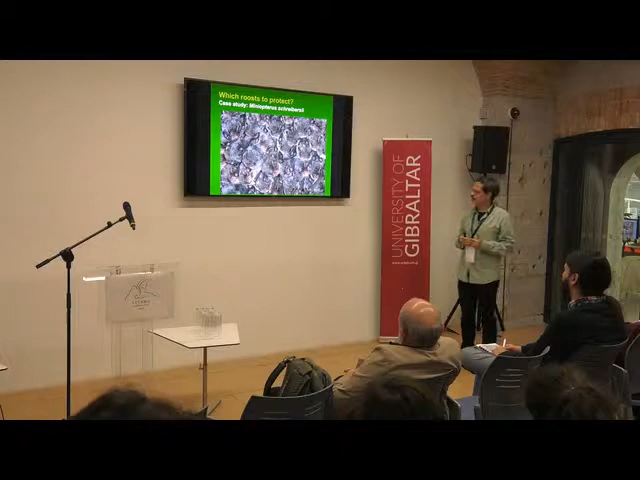 Which roosts to protect?
Case study: Miniopterus schreibersii
UNIVERSITY OF
GIBRALTAR